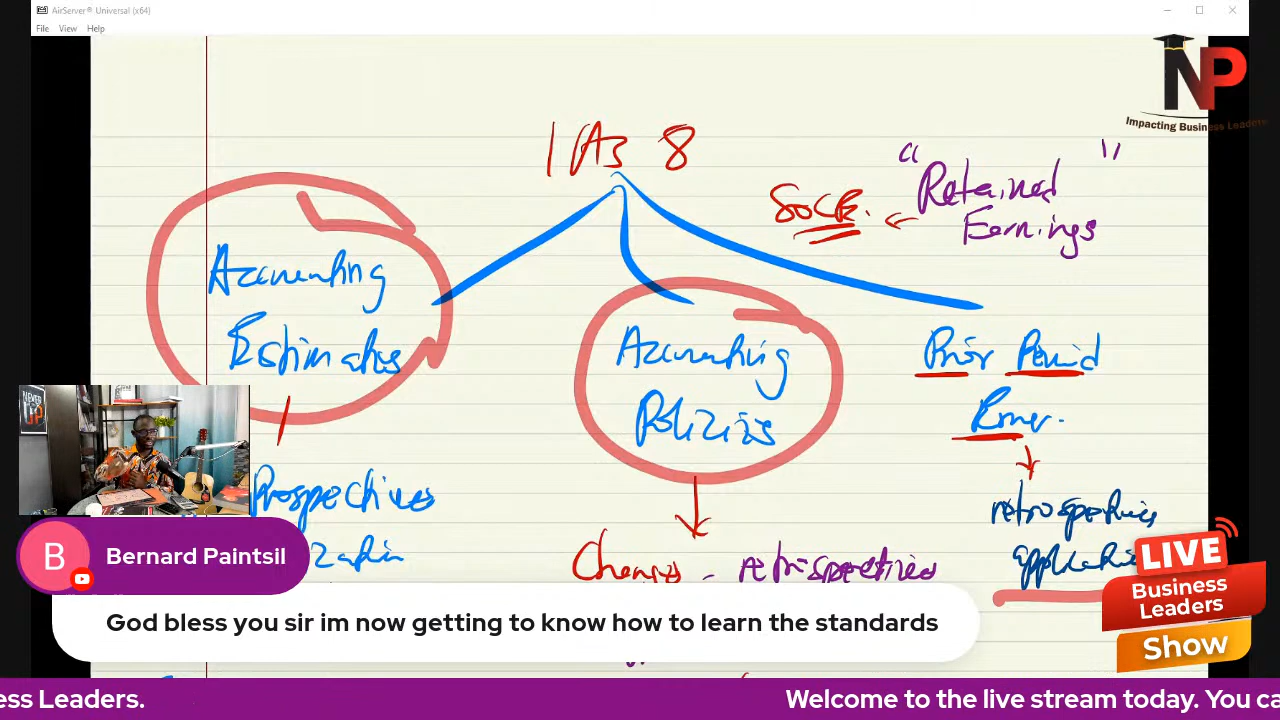 AirServer® Universal (x64)
File View Help
NP
Impacting Business Leaders
IAS 8
SOCE.
" Retained "
Earnings
Accounting
Estimates
Accounting
Policies
Prior Period
Error.
NEVER
UP
Prospective
retrospective
application
Changes - retrospective
B
Bernard Paintsil
God bless you sir im now getting to know how to learn the standards
LIVE
Business
Leaders
Show
ess Leaders.
Welcome to the live stream today. You ca